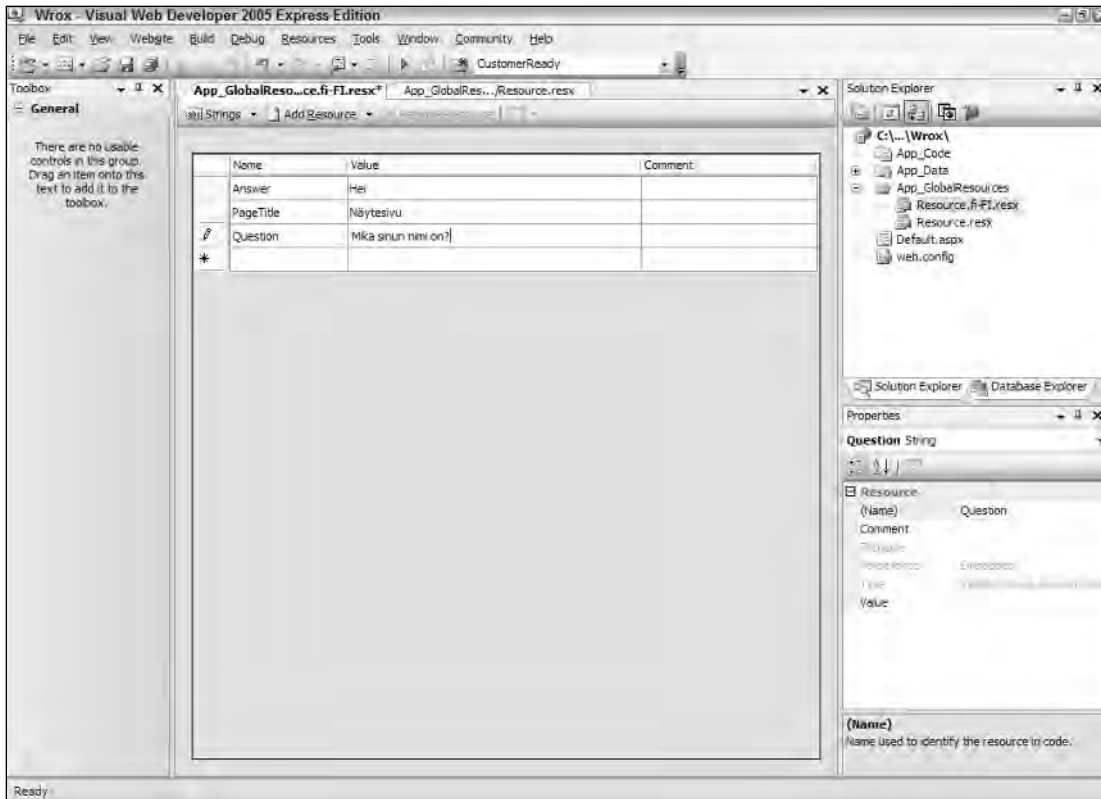 Wrox - Visual Web Developer 2005 Express Edition
File Edit View Website Build Debug Resources Tools Window Community Help
CustomerReady
Toolbox
General
There are no usable
controls in this group.
Drag an item onto this
text to add it to the
toolbox.
App_GlobalReso...ce.fi-FI.resx* App_GlobalRes.../Resource.resx
Strings Add Resource
Name Value Comment
Answer Hei
PageTitle Näytesivu
Question Mika sinun nimi on?
Solution Explorer
C:\...\Wrox\
App_Code
App_Data
App_GlobalResources
Resource.fi-FI.resx
Resource.resx
Default.aspx
web.config
Solution Explorer Database Explorer
Properties
Question String
Resource
(Name) Question
Comment
Value
(Name)
Name used to identify the resource in code.
Ready